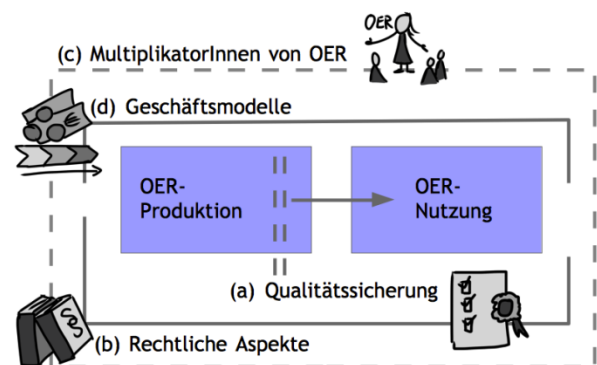 OER
(c) MultiplikatorInnen von OER
(d) Geschäftsmodelle
OER-
Produktion
OER-
Nutzung
(a) Qualitätssicherung
§§
(b) Rechtliche Aspekte